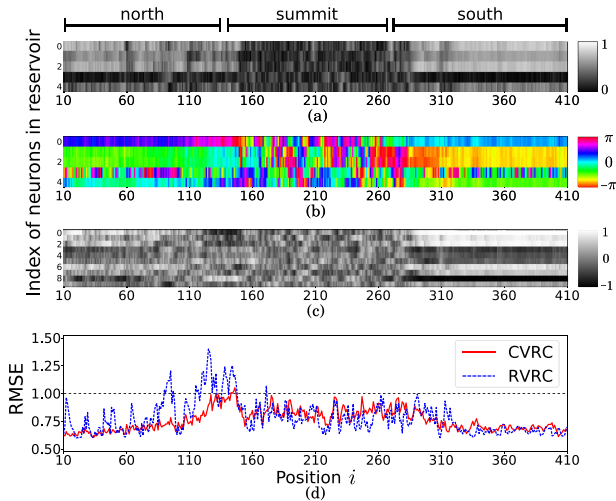 north summit south
Index of neurons in reservoir
0
2
4
10 60 110 160 210 260 310 360 410
1
0
(a)
0
2
4
10 60 110 160 210 260 310 360 410
π
0
−π
(b)
0
2
4
6
8
10 60 110 160 210 260 310 360 410
1
0
−1
(c)
RMSE
1.50
1.25
1.00
0.75
0.50
CVRC
RVRC
10 60 110 160 210 260 310 360 410
Position i
(d)